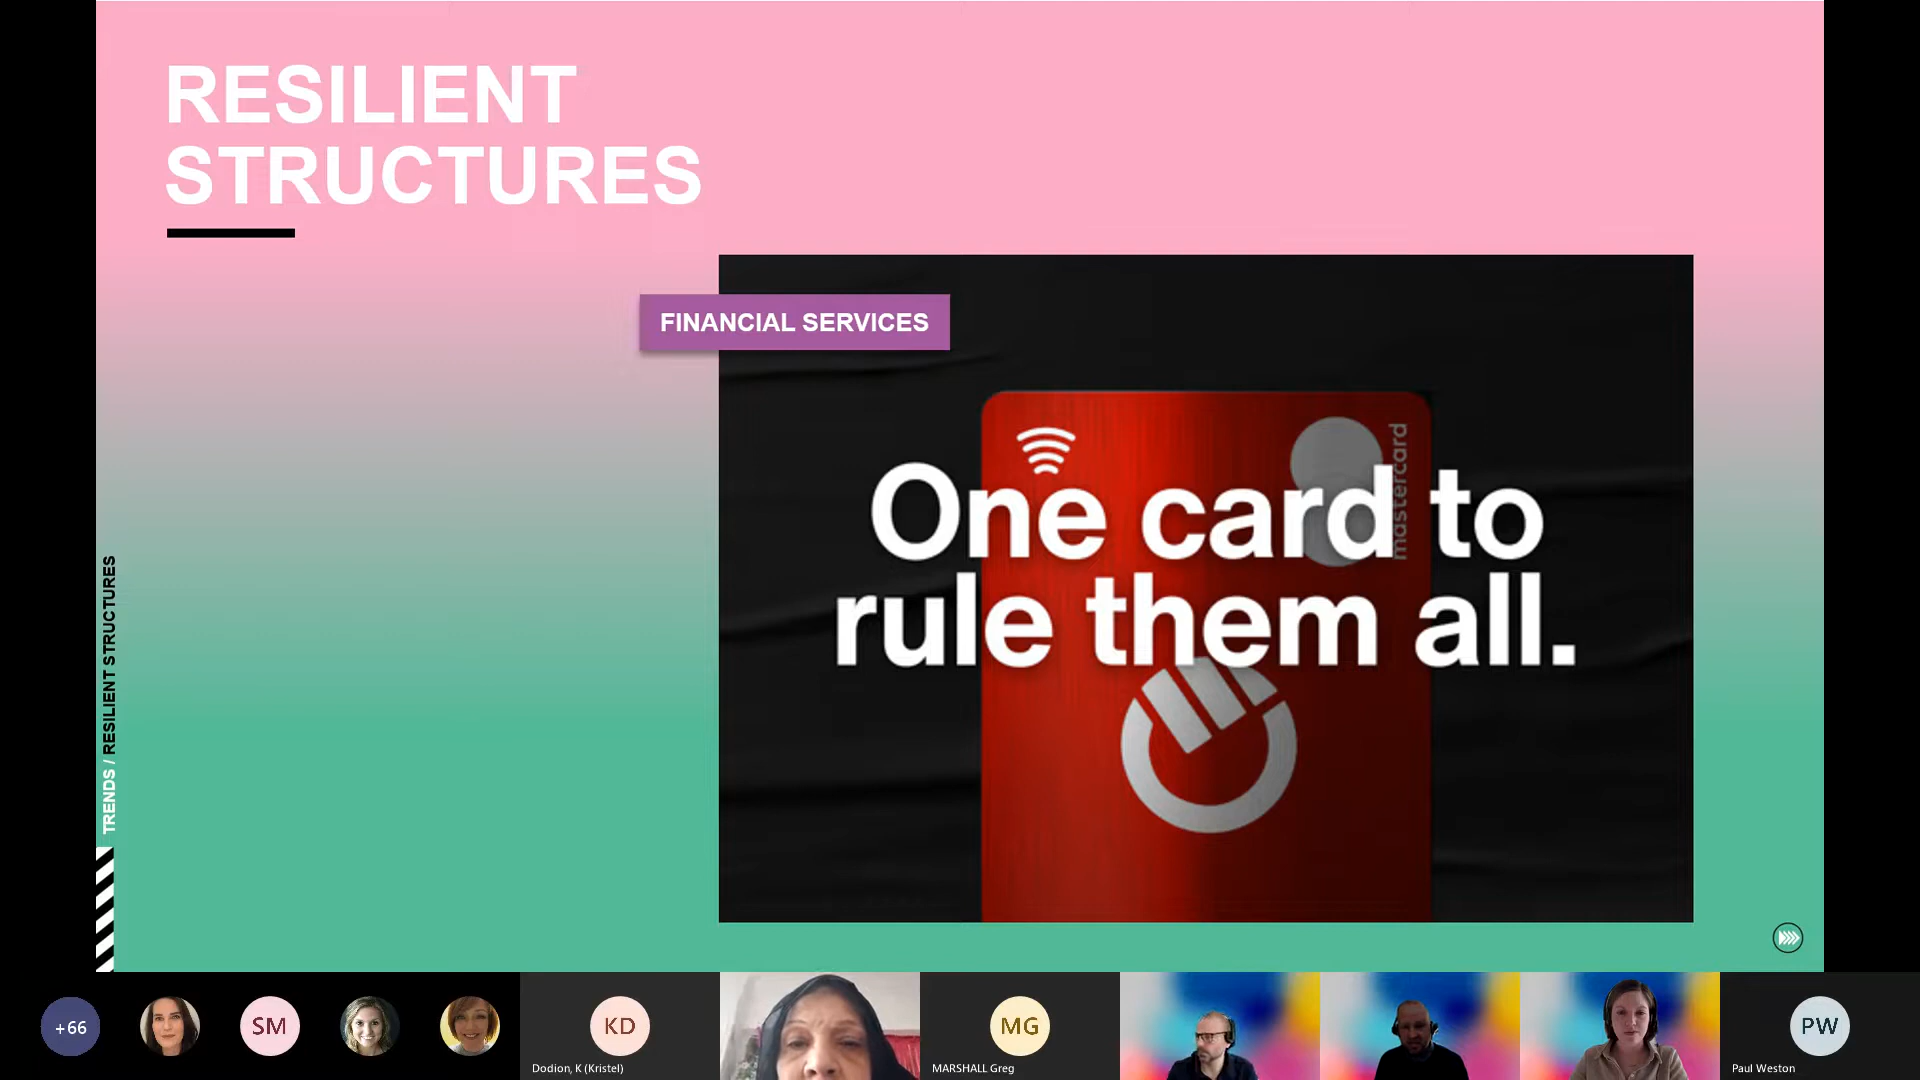 RESILIENT
STRUCTURES
FINANCIAL SERVICES
mastercard
One card to
rule them all.
TRENDS / RESILIENT STRUCTURES
+66
SM
KD
Dodion, K (Kristel)
MG
MARSHALL Greg
PW
Paul Weston